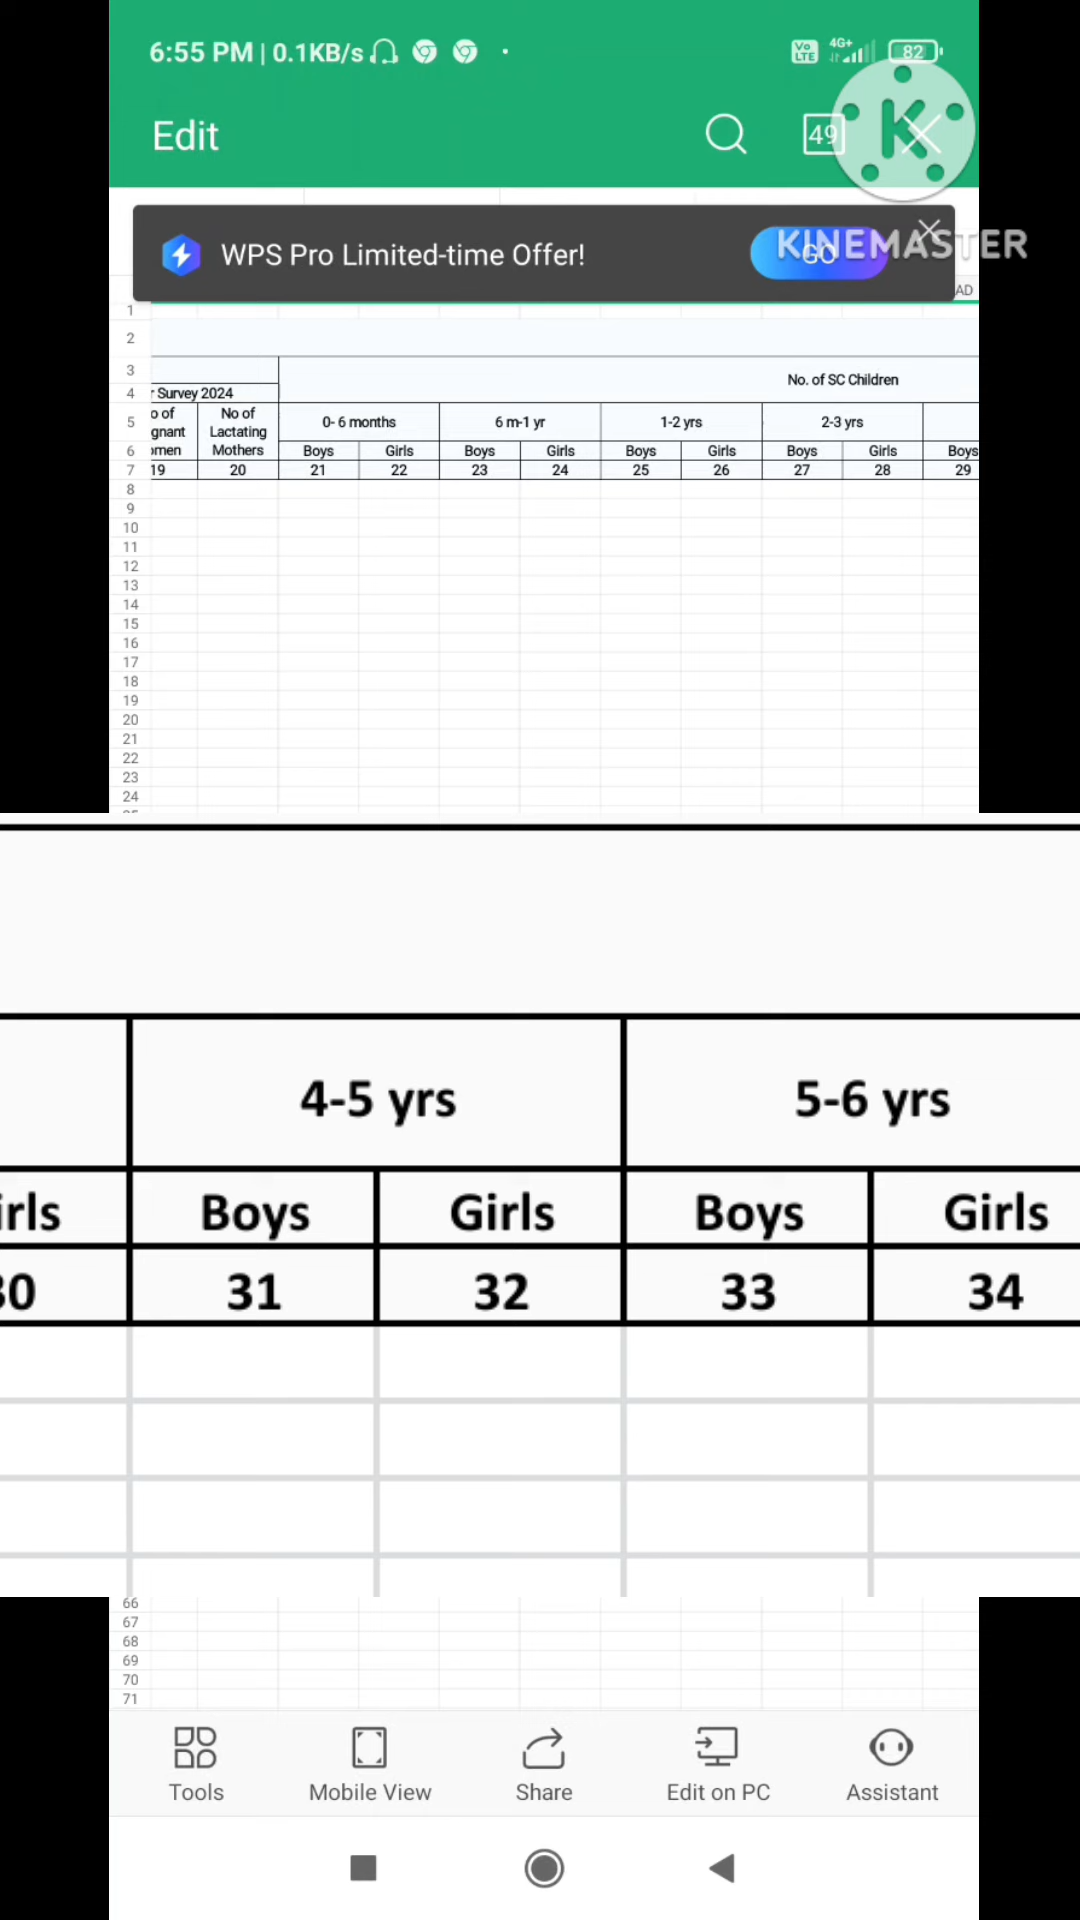 6:55 PM | 0.1KB/s
Vo LTE 4G+ 82
Edit
49
K
WPS Pro Limited-time Offer!
GO
KINEMASTER
AD
1
2
3
No. of SC Children
4
Survey 2024
5
No of Lactating Mothers
0- 6 months
6 m-1 yr
1-2 yrs
2-3 yrs
6
Boys Girls Boys Girls Boys Girls Boys Girls Boys
7 19 20 21 22 23 24 25 26 27 28 29
8
9
10
11
12
13
14
15
16
17
18
19
20
21
22
23
24
4-5 yrs 5-6 yrs
Boys Girls Boys Girls
31 32 33 34
66
67
68
69
70
71
Tools Mobile View Share Edit on PC Assistant